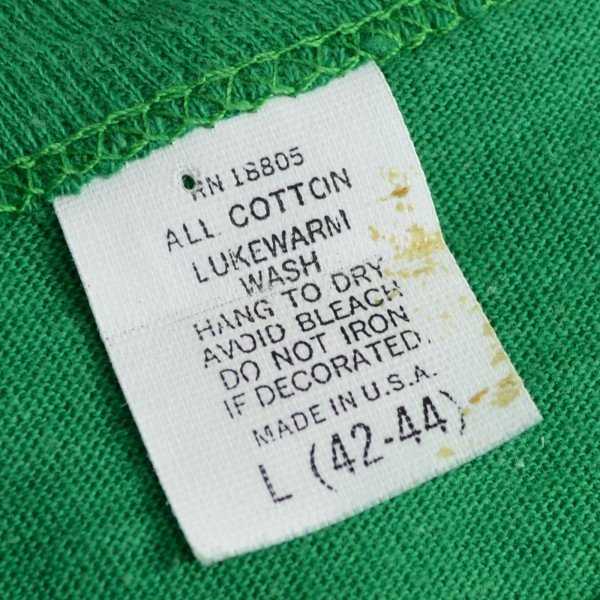 RN 18805
ALL COTTON
LUKEWARM
WASH
HANG TO DRY
AVOID BLEACH
DO NOT IRON
IF DECORATED.
MADE IN U.S.A.
L (42-44)